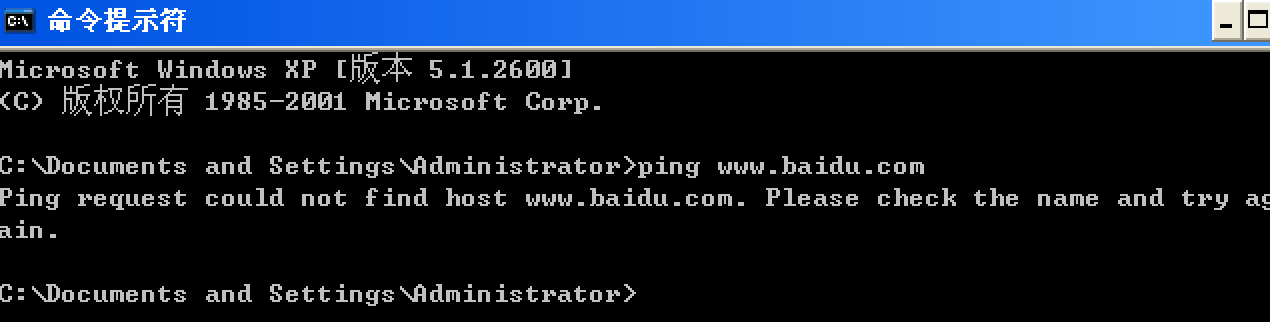 命令提示符
Microsoft Windows XP [版本 5.1.2600]
(C) 版权所有 1985-2001 Microsoft Corp.
C:\Documents and Settings\Administrator>ping www.baidu.com
Ping request could not find host www.baidu.com. Please check the name and try ag
ain.
C:\Documents and Settings\Administrator>